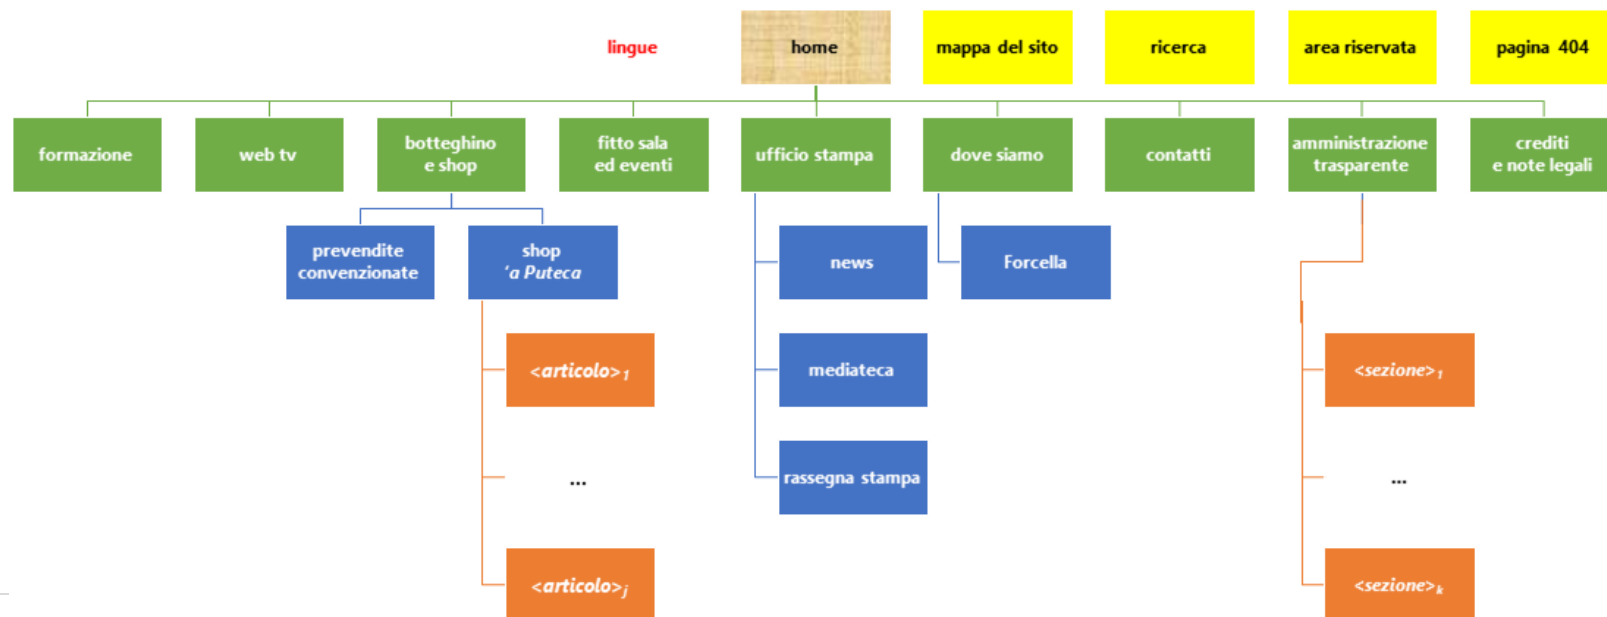 lingue
home
mappa del sito
ricerca
area riservata
pagina 404
formazione
web tv
botteghino
e shop
fitto sala
ed eventi
ufficio stampa
dove siamo
contatti
amministrazione
trasparente
crediti
e note legali
prevendite
convenzionate
shop
‘a Puteca
news
Forcella
<articolo>1
mediateca
<sezione>1
...
rassegna stampa
...
<articolo>j
<sezione>k